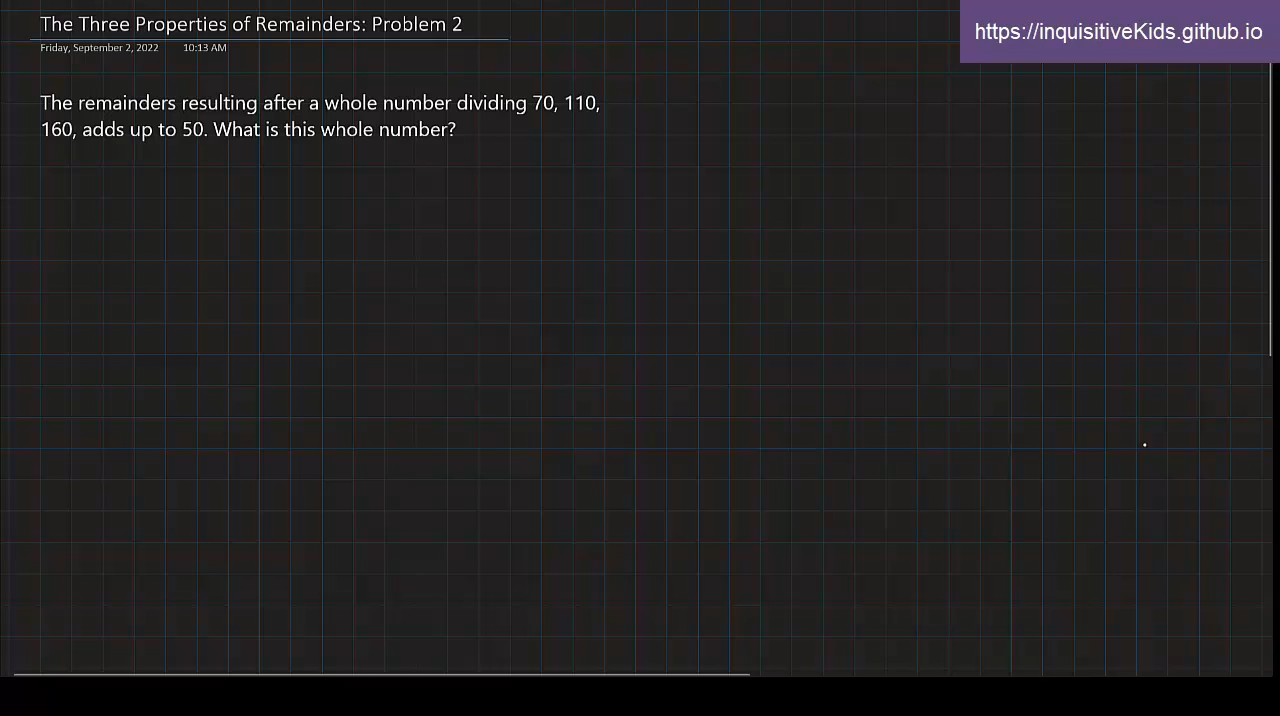 The Three Properties of Remainders: Problem 2
https://inquisitiveKids.github.io
Friday, September 2, 2022 10:13 AM
The remainders resulting after a whole number dividing 70, 110,
160, adds up to 50. What is this whole number?